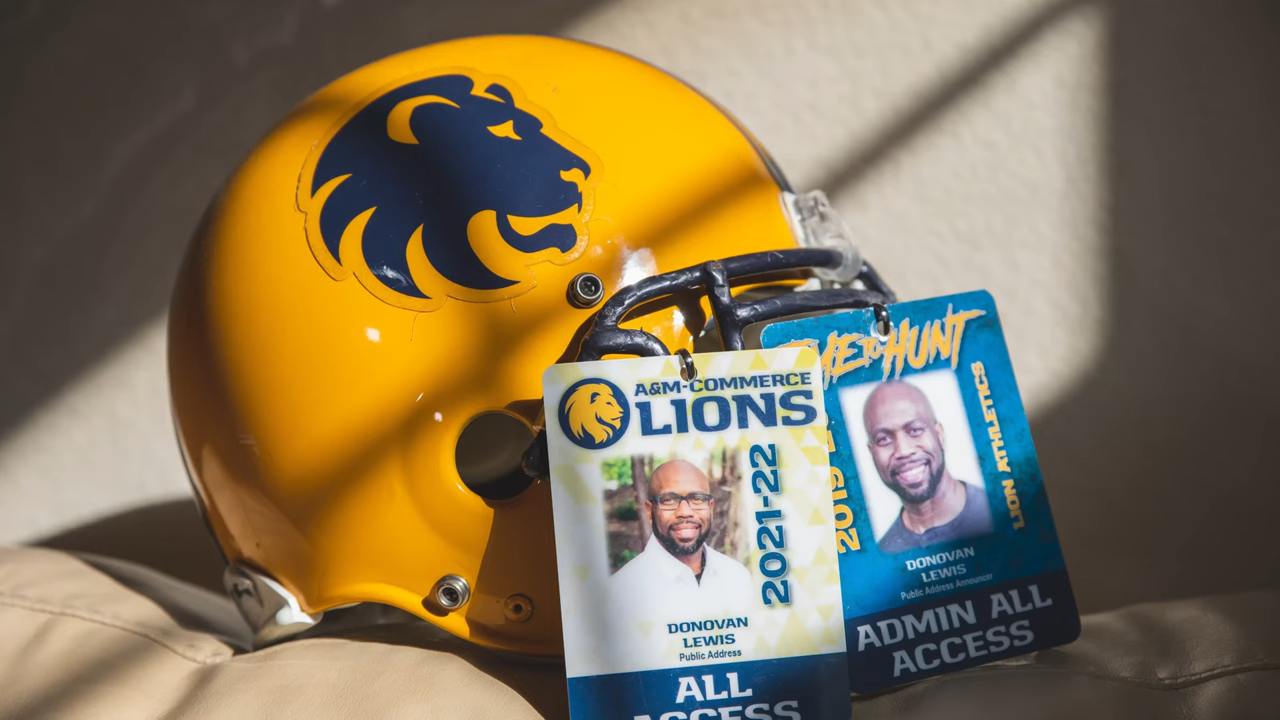 A&M-COMMERCE
LIONS
2021-22
DONOVAN
LEWIS
Public Address
ALL
ACCESS
HUNT
2019
LION ATHLETICS
DONOVAN
LEWIS
Public Address Announcer
ADMIN ALL
ACCESS